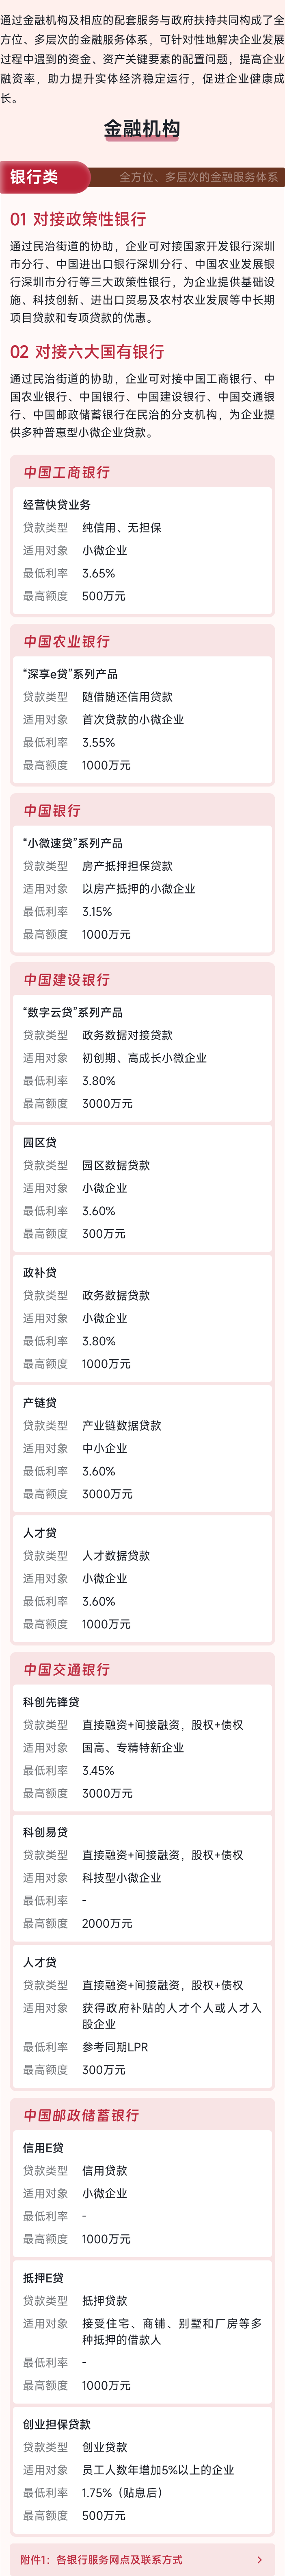 通过金融机构及相应的配套服务与政府扶持共同构成了全
方位、多层次的金融服务体系，可针对性地解决企业发展
过程中遇到的资金、资产关键要素的配置问题，提高企业
融资率，助力提升实体经济稳定运行，促进企业健康成
长。
金融机构
银行类
全方位、多层次的金融服务体系
01 对接政策性银行
通过民治街道的协助，企业可对接国家开发银行深圳
市分行、中国进出口银行深圳分行、中国农业发展银
行深圳市分行等三大政策性银行，为企业提供基础设
施、科技创新、进出口贸易及农村农业发展等中长期
项目贷款和专项贷款的优惠。
02 对接六大国有银行
通过民治街道的协助，企业可对接中国工商银行、中
国农业银行、中国银行、中国建设银行、中国交通银
行、中国邮政储蓄银行在民治的分支机构，为企业提
供多种普惠型小微企业贷款。
中国工商银行
经营快贷业务
贷款类型 纯信用、无担保
适用对象 小微企业
最低利率 3.65%
最高额度 500万元
中国农业银行
“深享e贷”系列产品
贷款类型 随借随还信用贷款
适用对象 首次贷款的小微企业
最低利率 3.55%
最高额度 1000万元
中国银行
“小微速贷”系列产品
贷款类型 房产抵押担保贷款
适用对象 以房产抵押的小微企业
最低利率 3.15%
最高额度 1000万元
中国建设银行
“数字云贷”系列产品
贷款类型 政务数据对接贷款
适用对象 初创期、高成长小微企业
最低利率 3.80%
最高额度 3000万元
园区贷
贷款类型 园区数据贷款
适用对象 小微企业
最低利率 3.60%
最高额度 300万元
政补贷
贷款类型 政务数据贷款
适用对象 小微企业
最低利率 3.80%
最高额度 1000万元
产链贷
贷款类型 产业链数据贷款
适用对象 中小企业
最低利率 3.60%
最高额度 3000万元
人才贷
贷款类型 人才数据贷款
适用对象 小微企业
最低利率 3.60%
最高额度 1000万元
中国交通银行
科创先锋贷
贷款类型 直接融资+间接融资，股权+债权
适用对象 国高、专精特新企业
最低利率 3.45%
最高额度 3000万元
科创易贷
贷款类型 直接融资+间接融资，股权+债权
适用对象 科技型小微企业
最低利率 -
最高额度 2000万元
人才贷
贷款类型 直接融资+间接融资，股权+债权
适用对象 获得政府补贴的人才个人或人才入
股企业
最低利率 参考同期LPR
最高额度 300万元
中国邮政储蓄银行
信用E贷
贷款类型 信用贷款
适用对象 小微企业
最低利率 -
最高额度 1000万元
抵押E贷
贷款类型 抵押贷款
适用对象 接受住宅、商铺、别墅和厂房等多
种抵押的借款人
最低利率 -
最高额度 1000万元
创业担保贷款
贷款类型 创业贷款
适用对象 员工人数年增加5%以上的企业
最低利率 1.75%（贴息后）
最高额度 500万元
附件1：各银行服务网点及联系方式 >